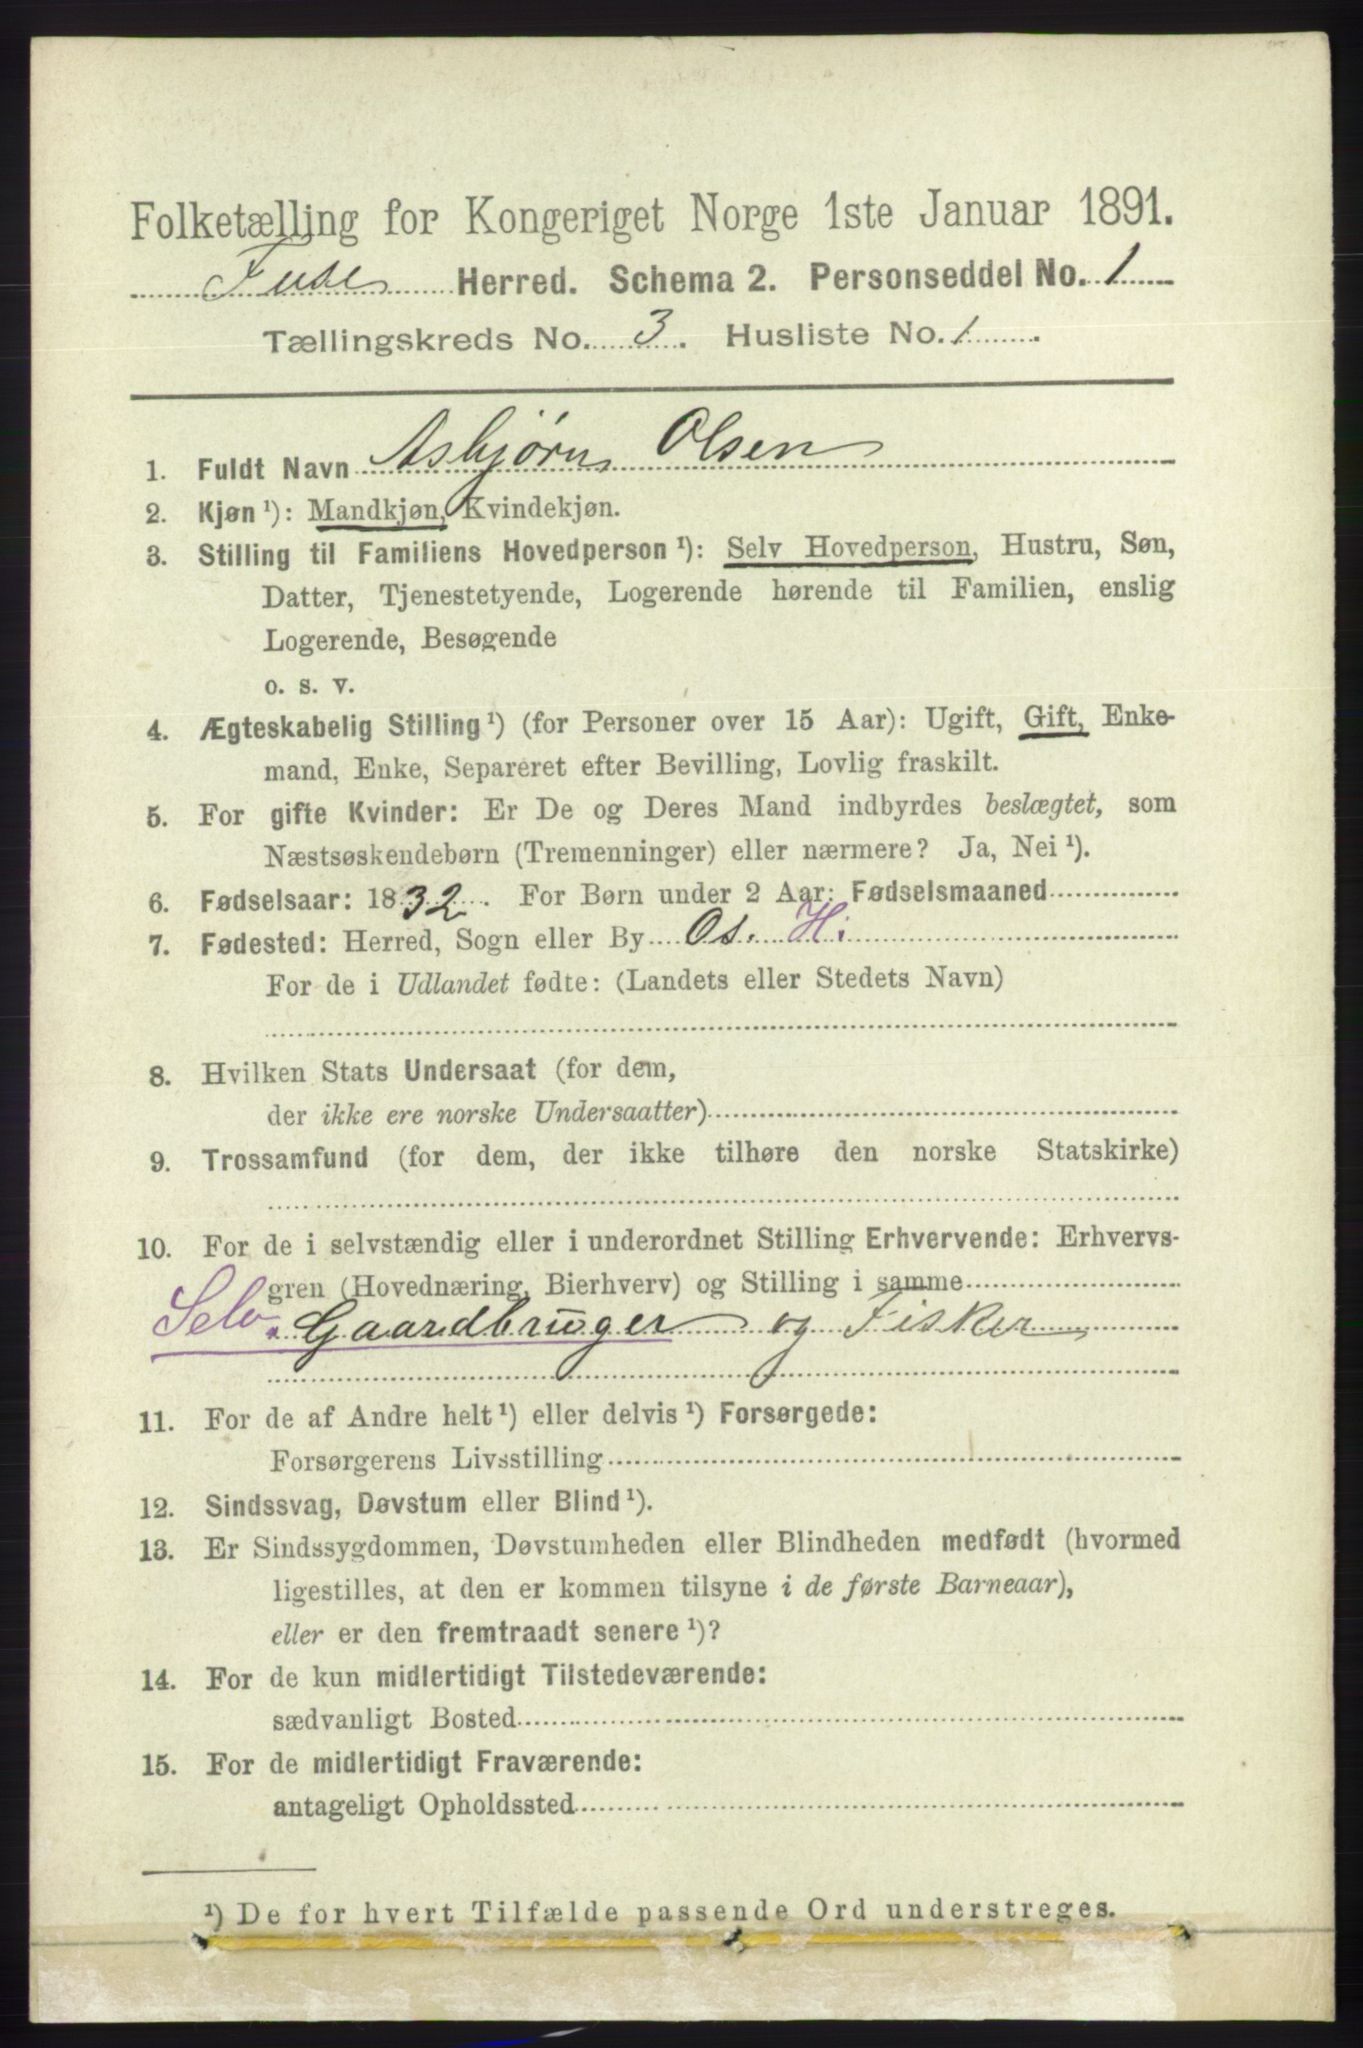 Folketælling for Kongeriget Norge 1ste Januar 1891.
Fuse Herred. Schema 2. Personseddel No. 1
Tællingskreds No. 3. Husliste No. 1.
1. Fuldt Navn Asbjørn Olsen
2. Kjøn ¹): Mandkjøn, Kvindekjøn.
3. Stilling til Familiens Hovedperson ¹): Selv Hovedperson, Hustru, Søn,
Datter, Tjenestetyende, Logerende hørende til Familien, enslig
Logerende, Besøgende
o. s. v.
4. Ægteskabelig Stilling ¹) (for Personer over 15 Aar): Ugift, Gift, Enke-
mand, Enke, Separeret efter Bevilling, Lovlig fraskilt.
5. For gifte Kvinder: Er De og Deres Mand indbyrdes beslægtet, som
Næstsøskendebørn (Tremenninger) eller nærmere? Ja, Nei ¹).
6. Fødselsaar: 1832. For Børn under 2 Aar: Fødselsmaaned
7. Fødested: Herred, Sogn eller By Os. H.
For de i Udlandet fødte: (Landets eller Stedets Navn)
8. Hvilken Stats Undersaat (for dem,
der ikke ere norske Undersaatter)
9. Trossamfund (for dem, der ikke tilhøre den norske Statskirke)
10. For de i selvstændig eller i underordnet Stilling Erhvervende: Erhvervs-
gren (Hovednæring, Bierhverv) og Stilling i samme
Selv. Gaardbruger og Fisker
11. For de af Andre helt ¹) eller delvis ¹) Forsørgede:
Forsørgerens Livsstilling
12. Sindssvag, Døvstum eller Blind ¹).
13. Er Sindssygdommen, Døvstumheden eller Blindheden medfødt (hvormed
ligestilles, at den er kommen tilsyne i de første Barneaar),
eller er den fremtraadt senere ¹)?
14. For de kun midlertidigt Tilstedeværende:
sædvanligt Bosted
15. For de midlertidigt Fraværende:
antageligt Opholdssted
¹) De for hvert Tilfælde passende Ord understreges.